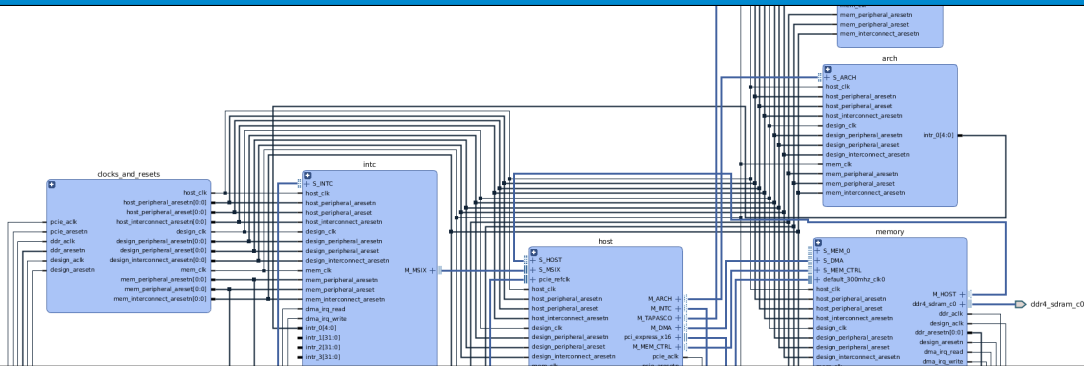 mem_peripheral_aresetn
mem_peripheral_areset
mem_interconnect_aresetn
arch
S_ARCH
host_clk
host_peripheral_aresetn
host_peripheral_areset
host_interconnect_aresetn
design_clk
design_peripheral_aresetn
design_peripheral_areset
design_interconnect_aresetn
mem_clk
mem_peripheral_aresetn
mem_peripheral_areset
mem_interconnect_aresetn
intr_0[4:0]
clocks_and_resets
pcie_aclk
pcie_aresetn
ddr_aclk
ddr_aresetn
design_aclk
design_aresetn
host_clk
host_peripheral_aresetn[0:0]
host_peripheral_areset[0:0]
host_interconnect_aresetn[0:0]
design_clk
design_peripheral_aresetn[0:0]
design_peripheral_areset[0:0]
design_interconnect_aresetn[0:0]
mem_clk
mem_peripheral_aresetn[0:0]
mem_peripheral_areset[0:0]
mem_interconnect_aresetn[0:0]
intc
S_INTC
host_clk
host_peripheral_aresetn
host_peripheral_areset
host_interconnect_aresetn
design_clk
design_peripheral_aresetn
design_peripheral_areset
design_interconnect_aresetn
mem_clk
mem_peripheral_aresetn
mem_peripheral_areset
mem_interconnect_aresetn
dma_irq_read
dma_irq_write
intr_0[4:0]
intr_1[31:0]
intr_2[31:0]
intr_3[31:0]
M_MSIX
host
S_HOST
S_MSIX
pcie_refclk
host_clk
host_peripheral_aresetn
host_peripheral_areset
host_interconnect_aresetn
design_clk
design_peripheral_aresetn
design_peripheral_areset
design_interconnect_aresetn
M_ARCH
M_INTC
M_TAPASCO
M_DMA
pci_express_x16
M_MEM_CTRL
pcie_aclk
memory
S_MEM_0
S_DMA
S_MEM_CTRL
default_300mhz_clk0
host_clk
host_peripheral_aresetn
host_peripheral_areset
host_interconnect_aresetn
design_clk
design_peripheral_aresetn
design_peripheral_areset
design_interconnect_aresetn
M_HOST
ddr4_sdram_c0
ddr_aclk
design_aclk
ddr_aresetn[0:0]
design_aresetn
dma_irq_read
dma_irq_write
ddr4_sdram_c0